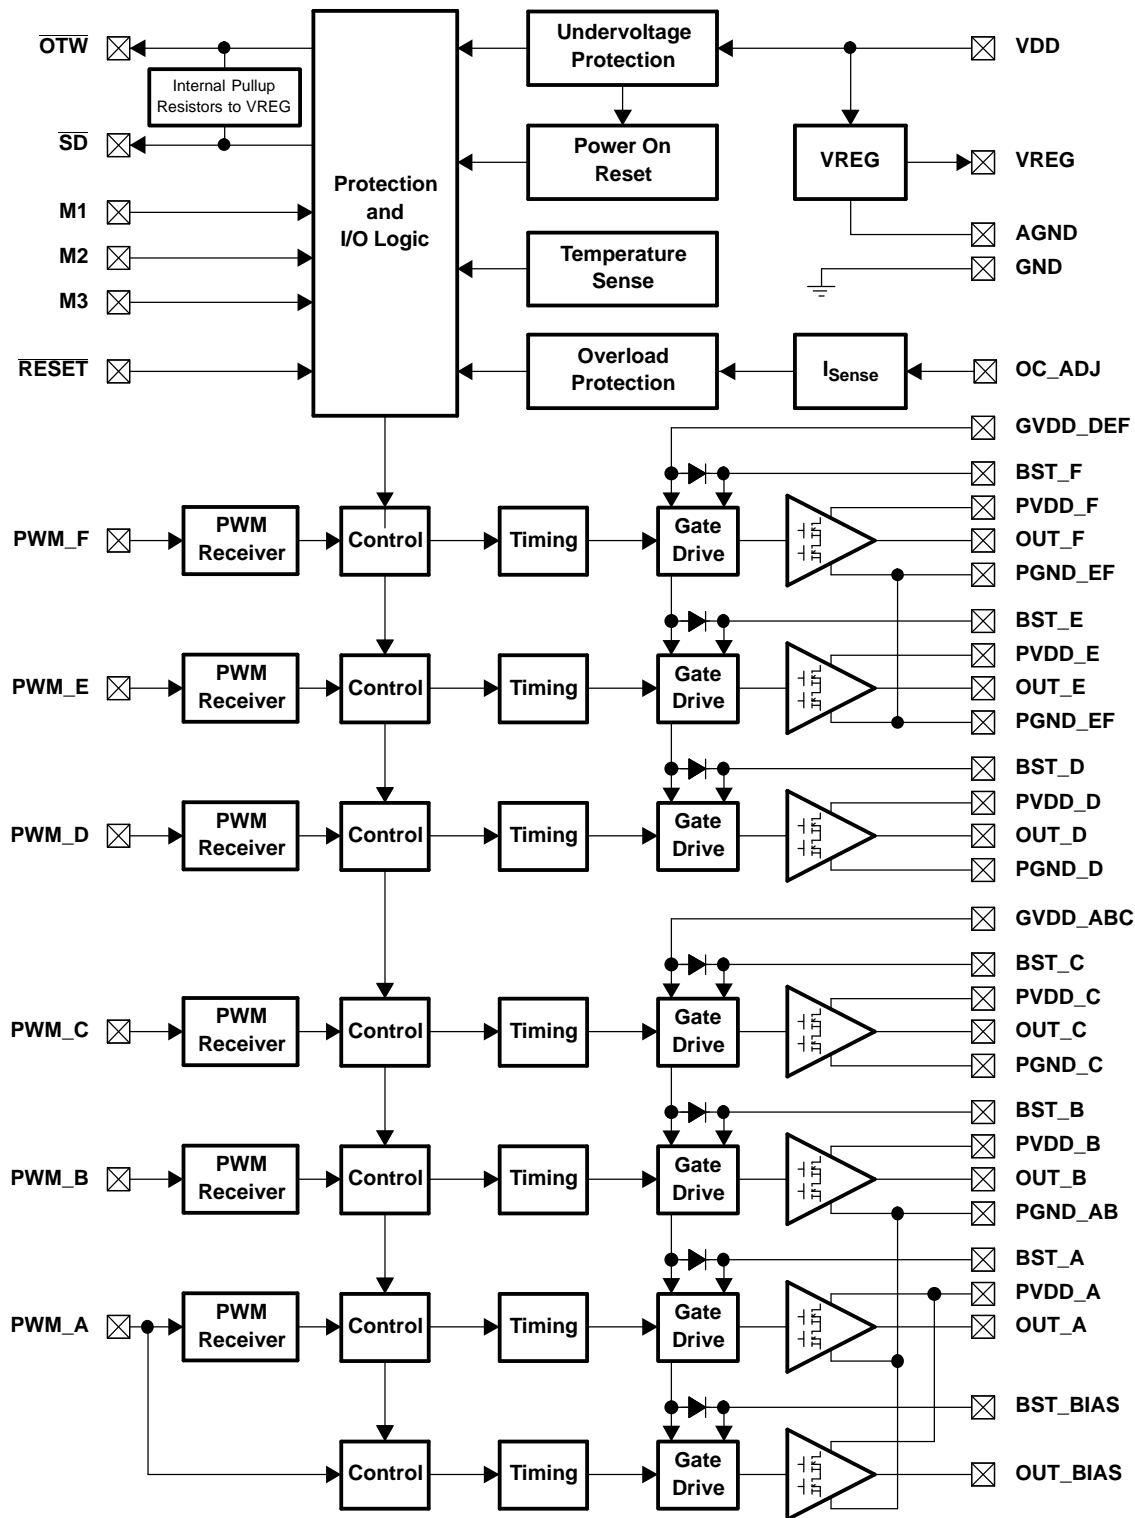 OTW
Internal Pullup
Resistors to VREG
SD
M1
M2
M3
RESET
Protection
and
I/O Logic
Undervoltage
Protection
Power On
Reset
Temperature
Sense
Overload
Protection
VREG
ISense
VDD
VREG
AGND
GND
OC_ADJ
GVDD_DEF
BST_F
PWM_F
PWM
Receiver
Control
Timing
Gate
Drive
PVDD_F
OUT_F
PGND_EF
BST_E
PWM_E
PWM
Receiver
Control
Timing
Gate
Drive
PVDD_E
OUT_E
PGND_EF
BST_D
PWM_D
PWM
Receiver
Control
Timing
Gate
Drive
PVDD_D
OUT_D
PGND_D
GVDD_ABC
BST_C
PWM_C
PWM
Receiver
Control
Timing
Gate
Drive
PVDD_C
OUT_C
PGND_C
BST_B
PWM_B
PWM
Receiver
Control
Timing
Gate
Drive
PVDD_B
OUT_B
PGND_AB
BST_A
PWM_A
PWM
Receiver
Control
Timing
Gate
Drive
PVDD_A
OUT_A
BST_BIAS
Control
Timing
Gate
Drive
OUT_BIAS